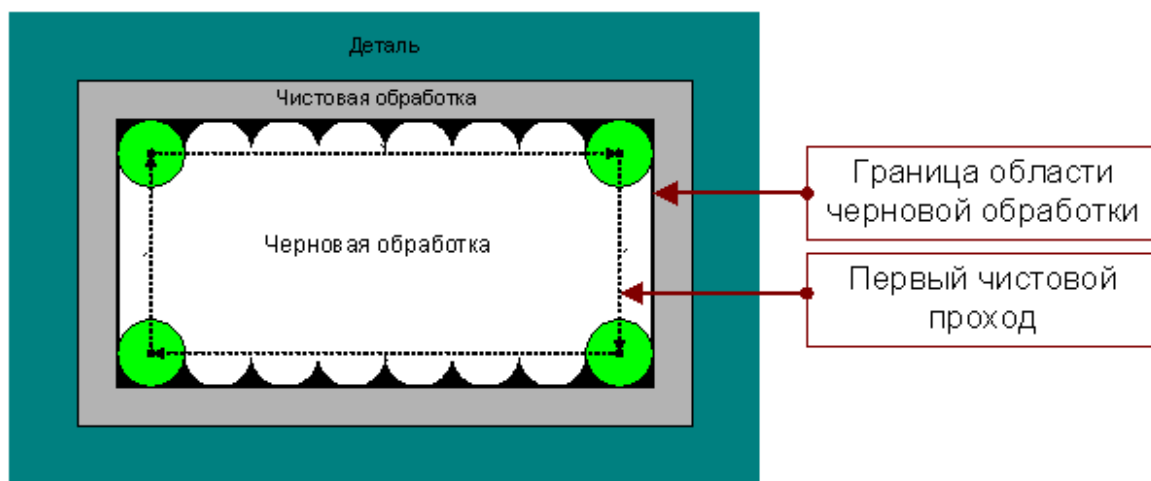 Деталь
Чистовая обработка
Черновая обработка
Граница области
черновой обработки
Первый чистовой
проход